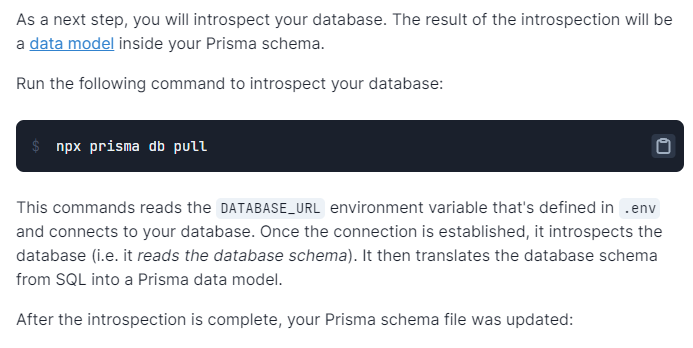 As a next step, you will introspect your database. The result of the introspection will be
a data model inside your Prisma schema.
Run the following command to introspect your database:
$ npx prisma db pull
This commands reads the DATABASE_URL environment variable that's defined in .env
and connects to your database. Once the connection is established, it introspects the
database (i.e. it reads the database schema). It then translates the database schema
from SQL into a Prisma data model.
After the introspection is complete, your Prisma schema file was updated: